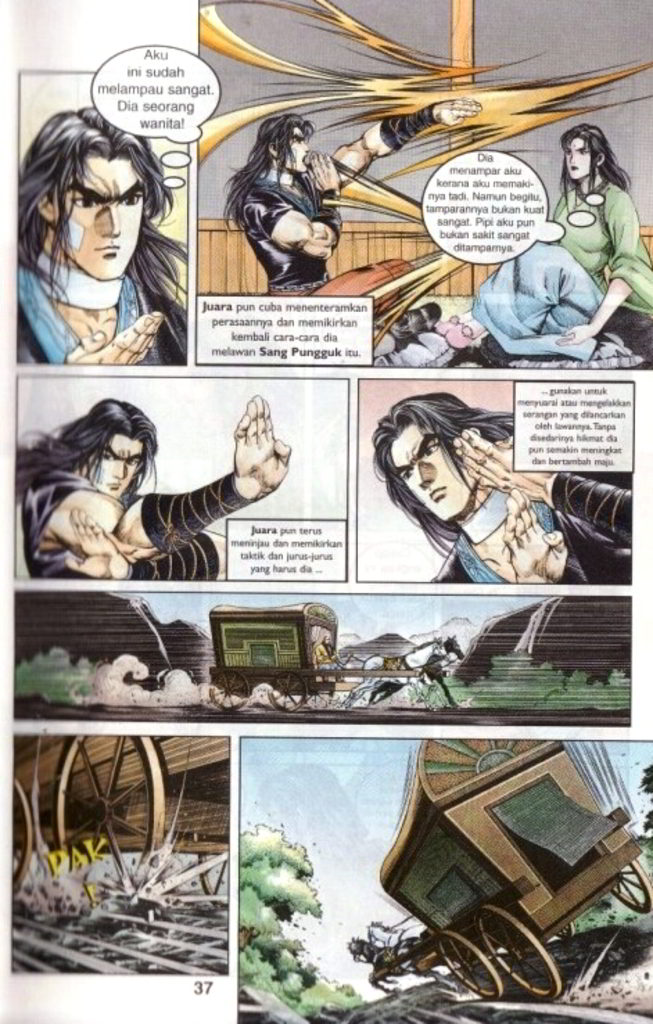 Aku
ini sudah
melampau sangat.
Dia seorang
wanita!
Dia
menampar aku
kerana aku memaki-
nya tadi. Namun begitu,
tamparannya bukan kuat
sangat. Pipi aku pun
bukan sakit sangat
ditamparnya.
Juara pun cuba menenteramkan
perasaannya dan memikirkan
kembali cara-cara dia
melawan Sang Pungguk itu.
Juara pun terus
meninjau dan memikirkan
taktik dan jurus-jurus
yang harus dia ...
... gunakan untuk
menyuarai atau mengelakkan
serangan yang dilancarkan
oleh lawannya. Tanpa
disedarinya hikmat dia
pun semakin meningkat
dan bertambah maju.
PAK
!
37